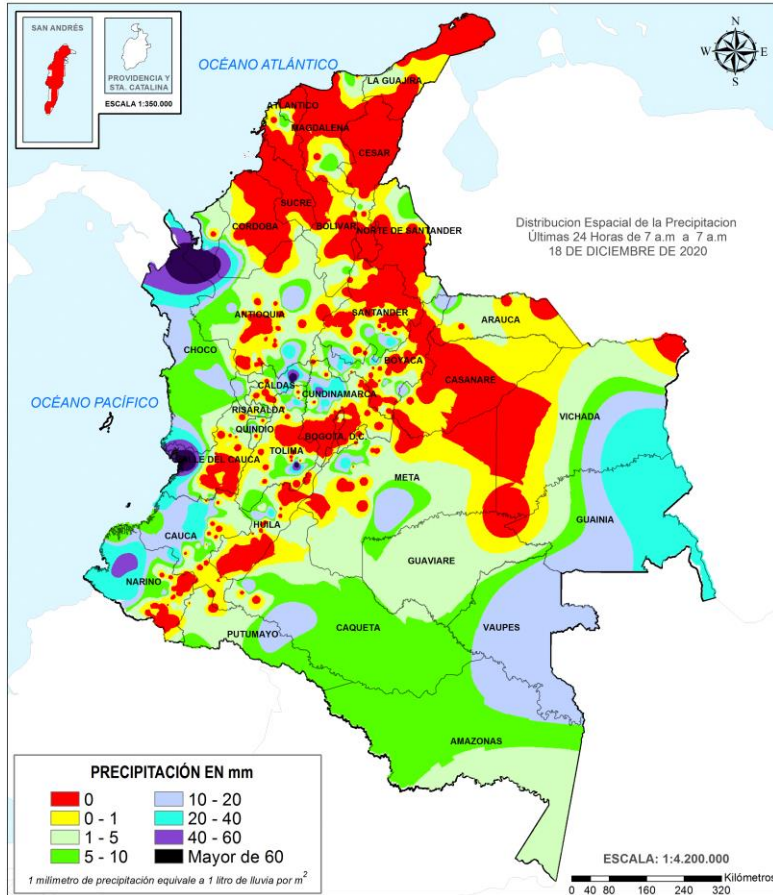 SAN ANDRÉS
PROVIDENCIA Y
STA. CATALINA
ESCALA 1:350.000
OCÉANO ATLÁNTICO
N
W
E
S
LA GUAJIRA
ATLANTICO
MAGDALENA
CESAR
SUCRE
CORDOBA
BOLIVAR
NORTE DE SANTANDER
Distribucion Espacial de la Precipitacion
Últimas 24 Horas de 7 a.m a 7 a.m
18 DE DICIEMBRE DE 2020
ANTIOQUIA
SANTANDER
ARAUCA
CHOCO
BOYACA
CASANARE
CALDAS
CUNDINAMARCA
OCÉANO PACÍFICO
RISARALDA
VICHADA
QUINDIO
BOGOTA, D.C.
TOLIMA
LE DEL CAUCA
META
GUAINIA
CAUCA
HUILA
GUAVIARE
NARIÑO
PUTUMAYO
CAQUETA
VAUPES
AMAZONAS
PRECIPITACIÓN EN mm
0
10 - 20
0 - 1
20 - 40
1 - 5
40 - 60
5 - 10
Mayor de 60
1 milímetro de precipitación equivale a 1 litro de lluvia por m²
ESCALA: 1:4.200.000
Kilómetros
0 40 80 160 240 320